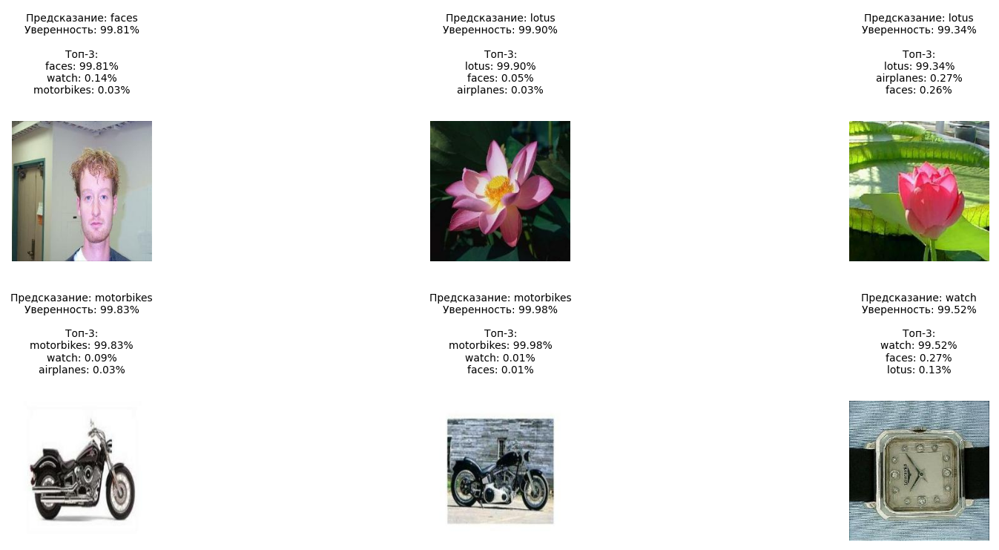 Предсказание: faces
Уверенность: 99.81%
Топ-3:
faces: 99.81%
watch: 0.14%
motorbikes: 0.03%
Предсказание: lotus
Уверенность: 99.90%
Топ-3:
lotus: 99.90%
faces: 0.05%
airplanes: 0.03%
Предсказание: lotus
Уверенность: 99.34%
Топ-3:
lotus: 99.34%
airplanes: 0.27%
faces: 0.26%
Предсказание: motorbikes
Уверенность: 99.83%
Топ-3:
motorbikes: 99.83%
watch: 0.09%
airplanes: 0.03%
Предсказание: motorbikes
Уверенность: 99.98%
Топ-3:
motorbikes: 99.98%
watch: 0.01%
faces: 0.01%
Предсказание: watch
Уверенность: 99.52%
Топ-3:
watch: 99.52%
faces: 0.27%
lotus: 0.13%